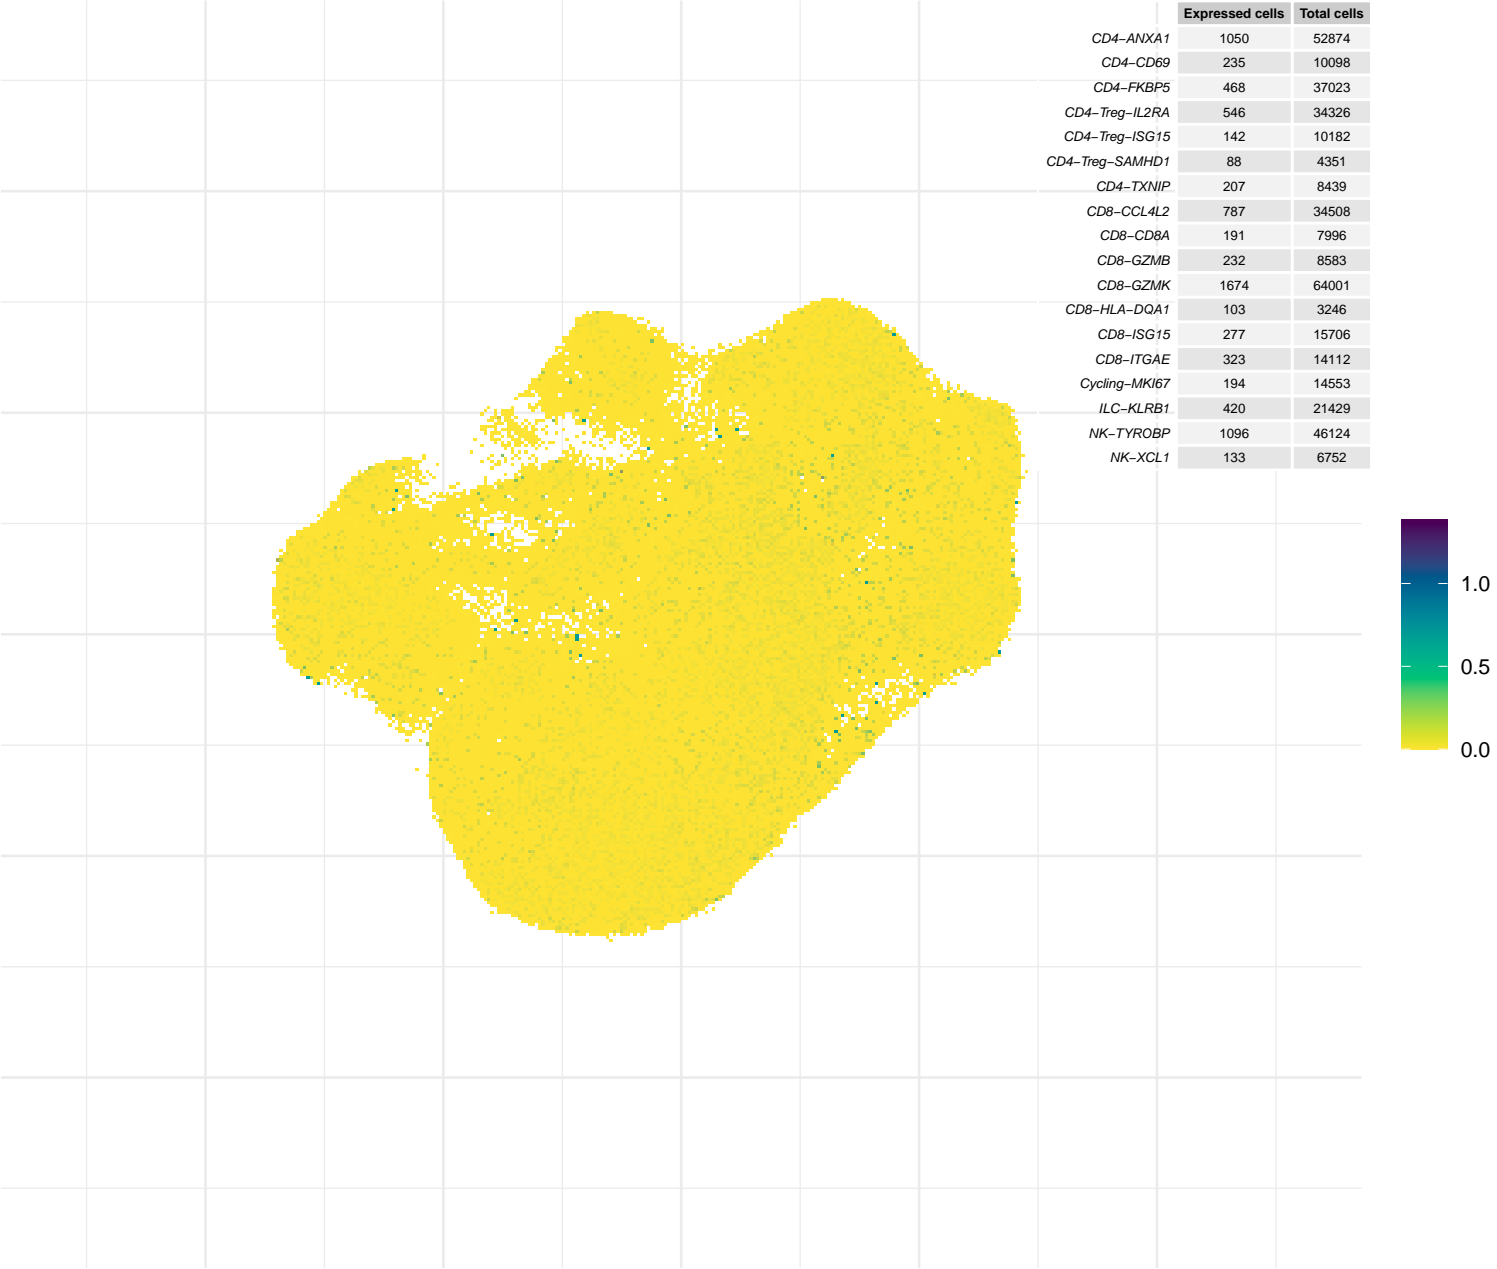 Expressed cells Total cells
CD4−ANXA1 1050 52874
CD4−CD69 235 10098
CD4−FKBP5 468 37023
CD4−Treg−IL2RA 546 34326
CD4−Treg−ISG15 142 10182
CD4−Treg−SAMHD1 88 4351
CD4−TXNIP 207 8439
CD8−CCL4L2 787 34508
CD8−CD8A 191 7996
CD8−GZMB 232 8583
CD8−GZMK 1674 64001
CD8−HLA−DQA1 103 3246
CD8−ISG15 277 15706
CD8−ITGAE 323 14112
Cycling−MKI67 194 14553
ILC−KLRB1 420 21429
NK−TYROBP 1096 46124
NK−XCL1 133 6752
1.0
0.5
0.0